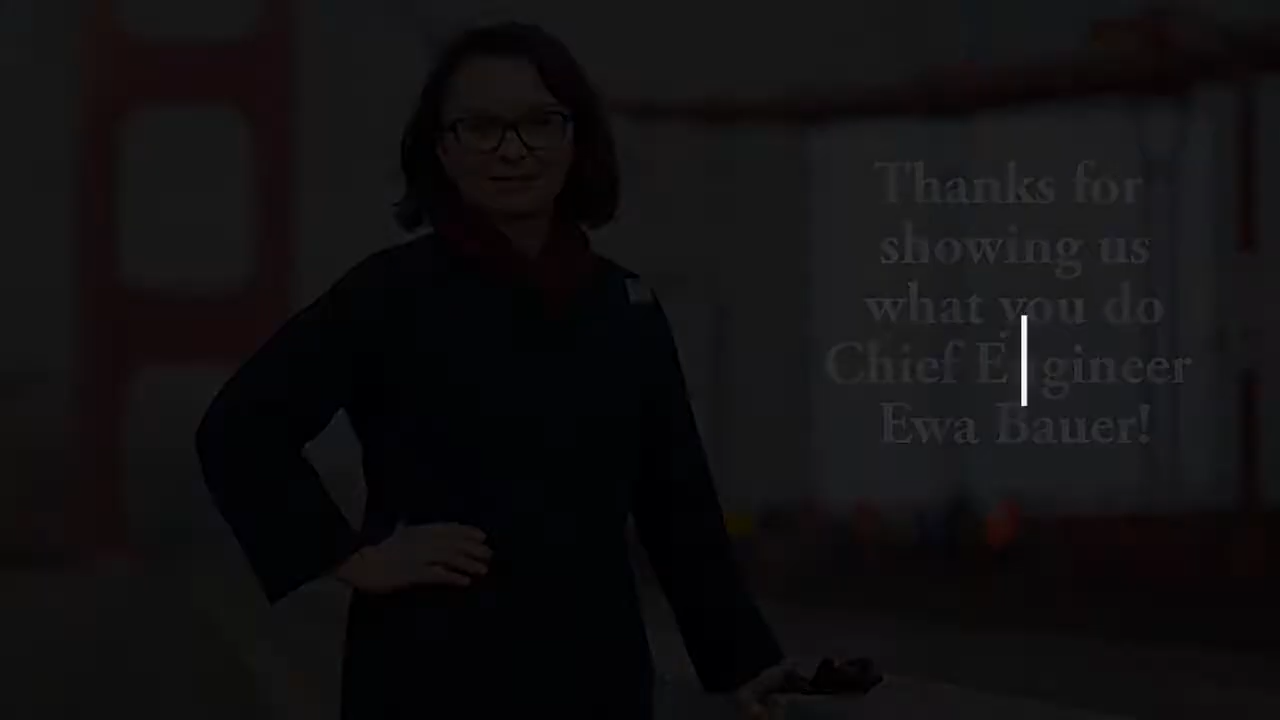 Thanks for
showing us
what you do
Chief Engineer
Ewa Bauer!